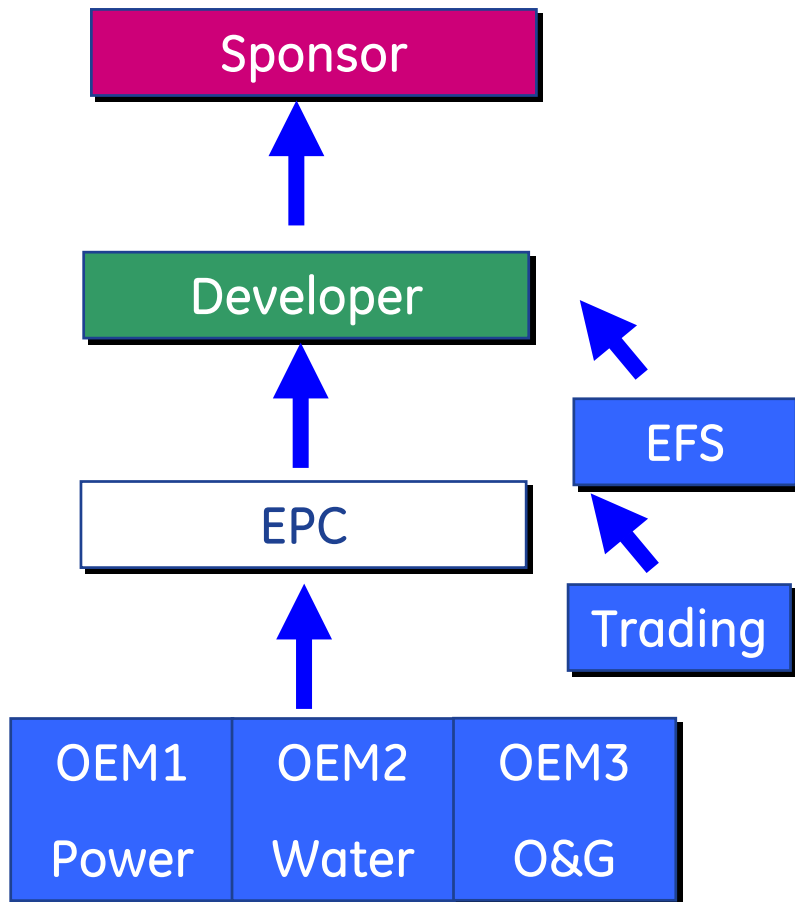 Sponsor
Developer
EFS
EPC
Trading
OEM1
Power
OEM2
Water
OEM3
O&G